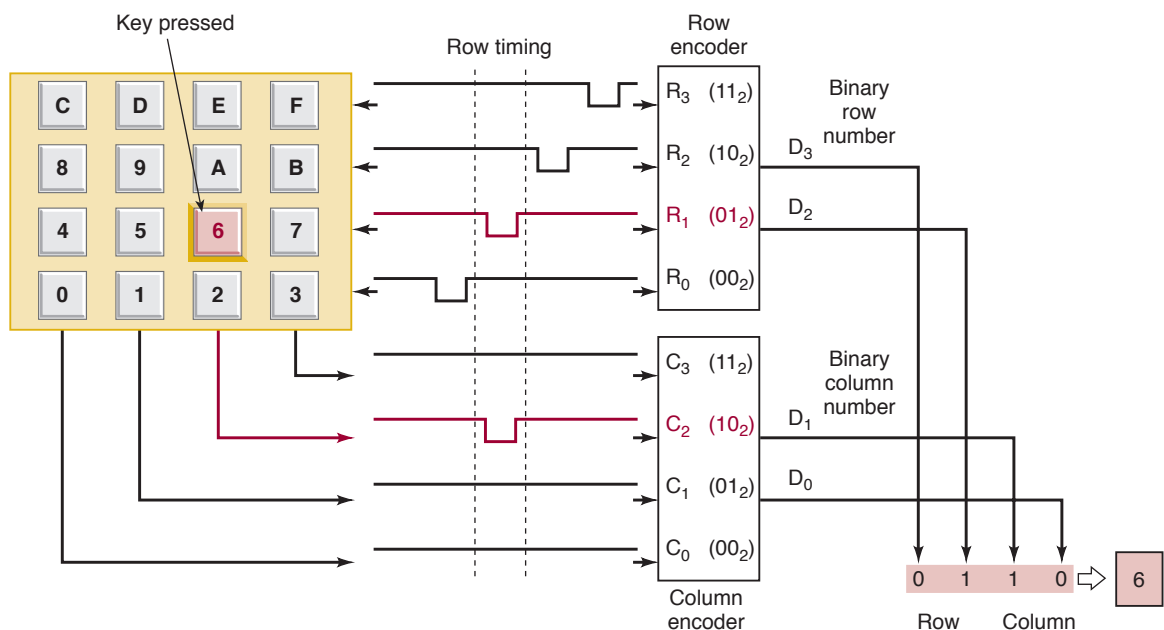 Key pressed
Row timing
Row
encoder
C D E F
8 9 A B
4 5 6 7
0 1 2 3
R₃ (11₂)
R₂ (10₂)
R₁ (01₂)
R₀ (00₂)
Binary
row
number
D₃
D₂
C₃ (11₂)
C₂ (10₂)
C₁ (01₂)
C₀ (00₂)
Binary
column
number
D₁
D₀
Column
encoder
0 1 1 0
6
Row Column